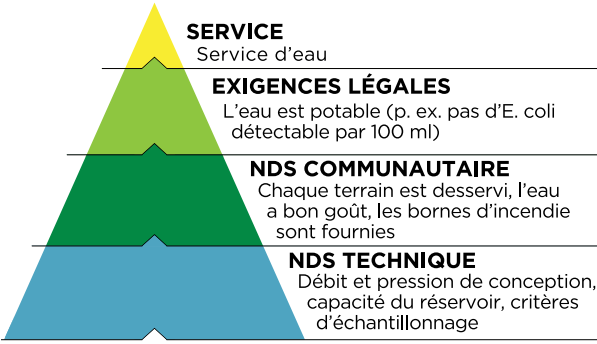 SERVICE
Service d’eau
EXIGENCES LÉGALES
L’eau est potable (p. ex. pas d’E. coli
détectable par 100 ml)
NDS COMMUNAUTAIRE
Chaque terrain est desservi, l’eau
a bon goût, les bornes d’incendie
sont fournies
NDS TECHNIQUE
Débit et pression de conception,
capacité du réservoir, critères
d’échantillonnage